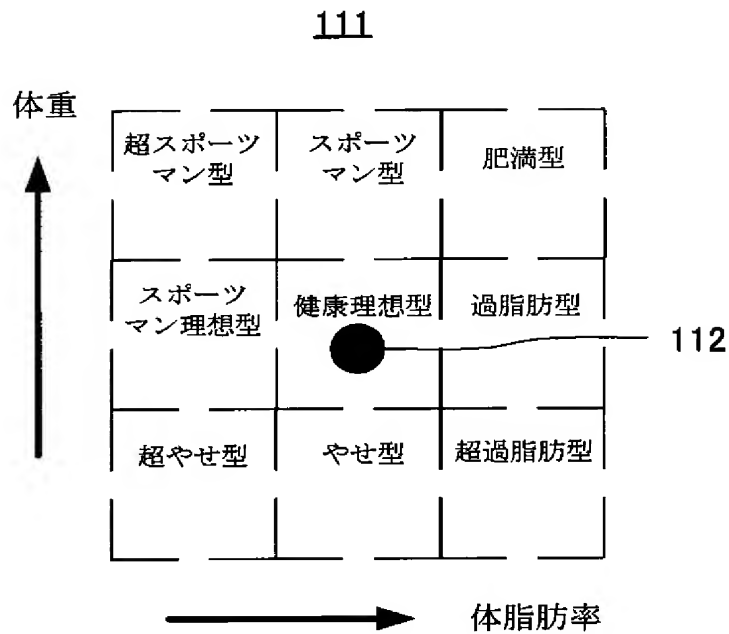 111
体重
超スポーツ
マン型
スポーツ
マン型
肥満型
スポーツ
マン理想型
健康理想型
過脂肪型
112
超やせ型
やせ型
超過脂肪型
体脂肪率